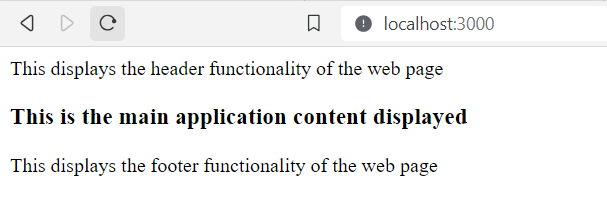 localhost:3000
This displays the header functionality of the web page
This is the main application content displayed
This displays the footer functionality of the web page